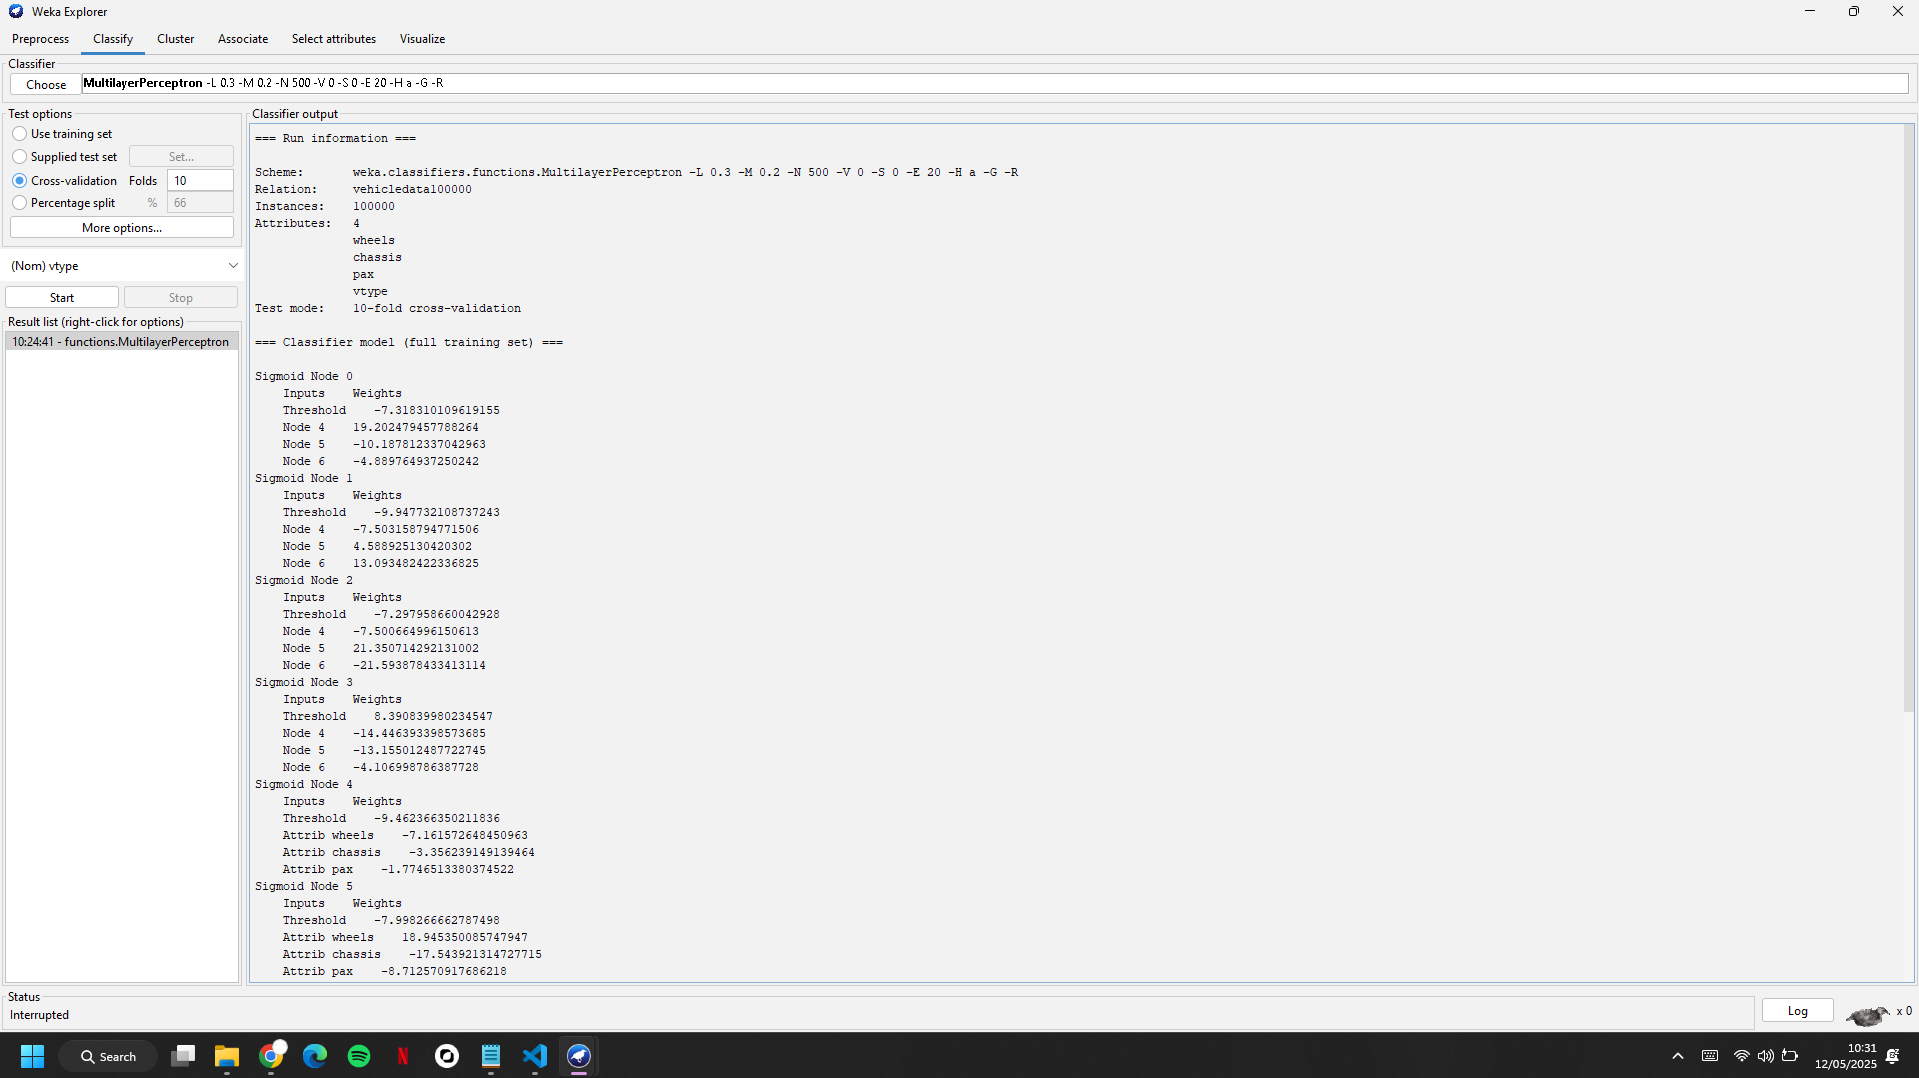 Weka Explorer
Preprocess Classify Cluster Associate Select attributes Visualize
Classifier
Choose MultilayerPerceptron -L 0.3 -M 0.2 -N 500 -V 0 -S 0 -E 20 -H a -G -R
Test options
Use training set
Supplied test set Set...
Cross-validation Folds 10
Percentage split % 66
More options...
(Nom) vtype
Start Stop
Result list (right-click for options)
10:24:41 - functions.MultilayerPerceptron
Classifier output
=== Run information ===
Scheme: weka.classifiers.functions.MultilayerPerceptron -L 0.3 -M 0.2 -N 500 -V 0 -S 0 -E 20 -H a -G -R
Relation: vehicledata100000
Instances: 100000
Attributes: 4
wheels
chassis
pax
vtype
Test mode: 10-fold cross-validation
=== Classifier model (full training set) ===
Sigmoid Node 0
Inputs Weights
Threshold -7.318310109619155
Node 4 19.202479457788264
Node 5 -10.187812337042963
Node 6 -4.889764937250242
Sigmoid Node 1
Inputs Weights
Threshold -9.947732108737243
Node 4 -7.503158794771506
Node 5 4.588925130420302
Node 6 13.093482422336825
Sigmoid Node 2
Inputs Weights
Threshold -7.297958660042928
Node 4 -7.500664996150613
Node 5 21.350714292131002
Node 6 -21.593878433413114
Sigmoid Node 3
Inputs Weights
Threshold 8.390839980234547
Node 4 -14.446393398573685
Node 5 -13.155012487722745
Node 6 -4.106998786387728
Sigmoid Node 4
Inputs Weights
Threshold -9.462366350211836
Attrib wheels -7.161572648450963
Attrib chassis -3.356239149139464
Attrib pax -1.7746513380374522
Sigmoid Node 5
Inputs Weights
Threshold -7.998266662787498
Attrib wheels 18.945350085747947
Attrib chassis -17.543921314727715
Attrib pax -8.712570917686218
Status
Interrupted
Log x 0
Search
10:31
12/05/2025